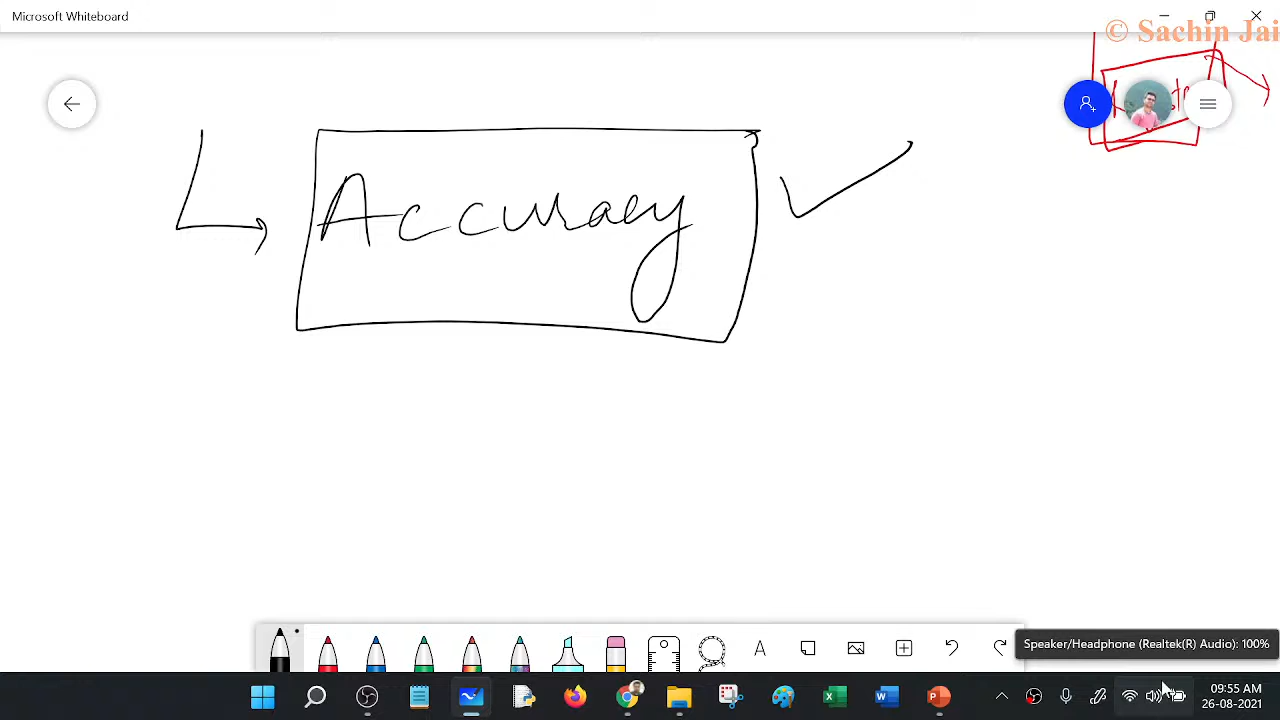 Microsoft Whiteboard
© Sachin Jai
Accuracy
A
Speaker/Headphone (Realtek(R) Audio): 100%
09:55 AM
26-08-2021